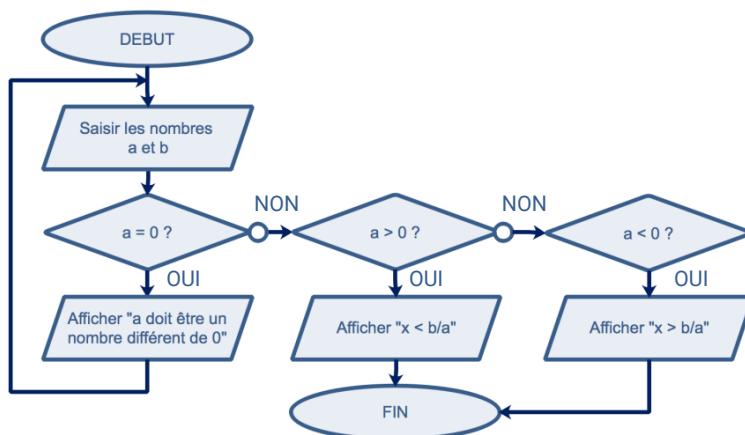 DEBUT
Saisir les nombres
a et b
a = 0 ?
NON
a > 0 ?
NON
a < 0 ?
OUI
OUI
OUI
Afficher "a doit être un
nombre différent de 0"
Afficher "x < b/a"
Afficher "x > b/a"
FIN